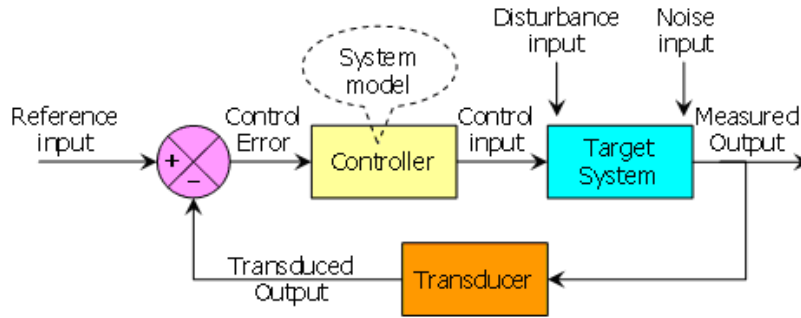 Disturbance
input
Noise
input
System
model
Reference
input
Control
Error
Control
input
Measured
Output
+
−
Controller
Target
System
Transduced
Output
Transducer